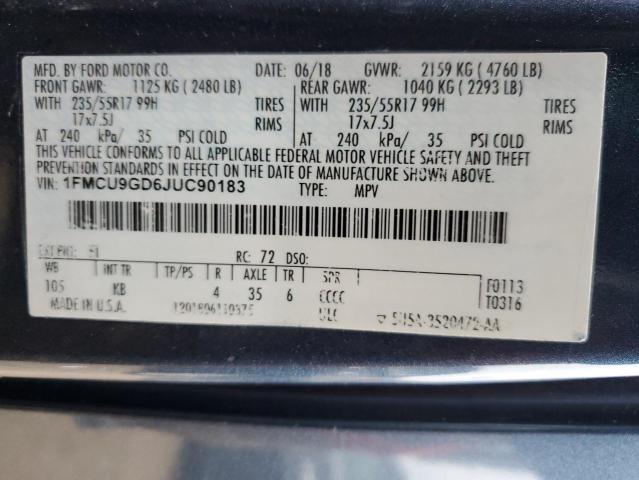 MFD. BY FORD MOTOR CO. DATE: 06/18 GVWR: 2159 KG ( 4760 LB)
FRONT GAWR: 1125 KG ( 2480 LB) REAR GAWR: 1040 KG ( 2293 LB)
WITH 235/55R17 99H TIRES WITH 235/55R17 99H TIRES
17x7.5J RIMS 17x7.5J RIMS
AT 240 kPa/ 35 PSI COLD AT 240 kPa/ 35 PSI COLD
THIS VEHICLE CONFORMS TO ALL APPLICABLE FEDERAL MOTOR VEHICLE SAFETY AND THEFT
PREVENTION STANDARDS IN EFFECT ON THE DATE OF MANUFACTURE SHOWN ABOVE.
VIN: 1FMCU9GD6JUC90183 TYPE: MPV
EXT PNT: RC: 72 DSO:
WB INT TR TP/PS R AXLE TR SPR F0113
105 KB 4 35 6 CCCC T0316
MADE IN U.S.A.